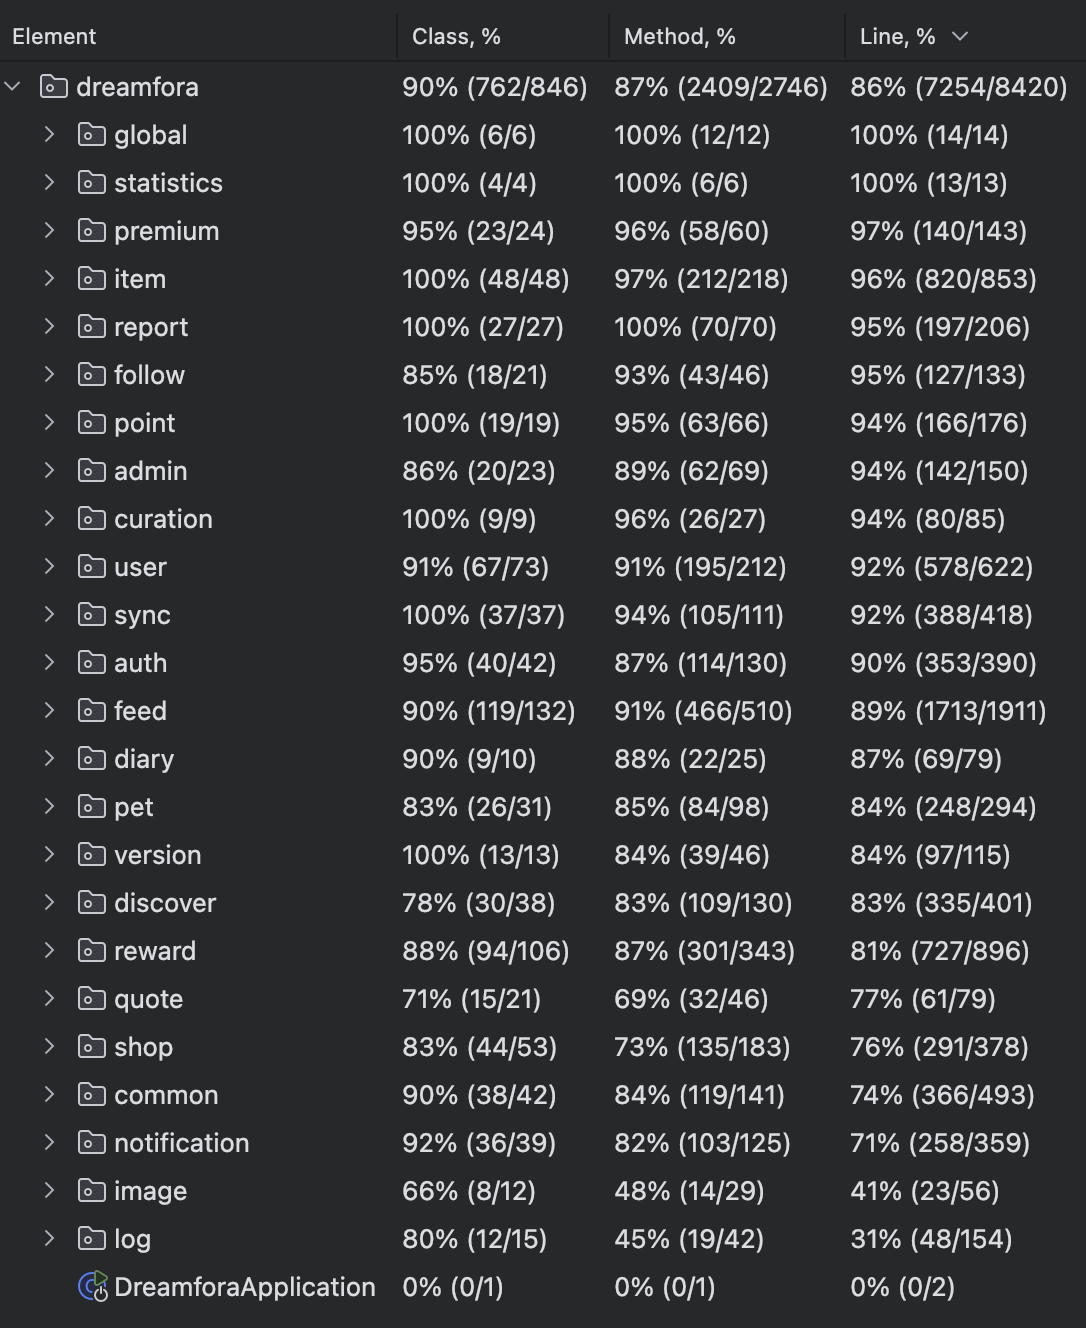 Element Class, % Method, % Line, %
dreamfora 90% (762/846) 87% (2409/2746) 86% (7254/8420)
global 100% (6/6) 100% (12/12) 100% (14/14)
statistics 100% (4/4) 100% (6/6) 100% (13/13)
premium 95% (23/24) 96% (58/60) 97% (140/143)
item 100% (48/48) 97% (212/218) 96% (820/853)
report 100% (27/27) 100% (70/70) 95% (197/206)
follow 85% (18/21) 93% (43/46) 95% (127/133)
point 100% (19/19) 95% (63/66) 94% (166/176)
admin 86% (20/23) 89% (62/69) 94% (142/150)
curation 100% (9/9) 96% (26/27) 94% (80/85)
user 91% (67/73) 91% (195/212) 92% (578/622)
sync 100% (37/37) 94% (105/111) 92% (388/418)
auth 95% (40/42) 87% (114/130) 90% (353/390)
feed 90% (119/132) 91% (466/510) 89% (1713/1911)
diary 90% (9/10) 88% (22/25) 87% (69/79)
pet 83% (26/31) 85% (84/98) 84% (248/294)
version 100% (13/13) 84% (39/46) 84% (97/115)
discover 78% (30/38) 83% (109/130) 83% (335/401)
reward 88% (94/106) 87% (301/343) 81% (727/896)
quote 71% (15/21) 69% (32/46) 77% (61/79)
shop 83% (44/53) 73% (135/183) 76% (291/378)
common 90% (38/42) 84% (119/141) 74% (366/493)
notification 92% (36/39) 82% (103/125) 71% (258/359)
image 66% (8/12) 48% (14/29) 41% (23/56)
log 80% (12/15) 45% (19/42) 31% (48/154)
DreamforaApplication 0% (0/1) 0% (0/1) 0% (0/2)